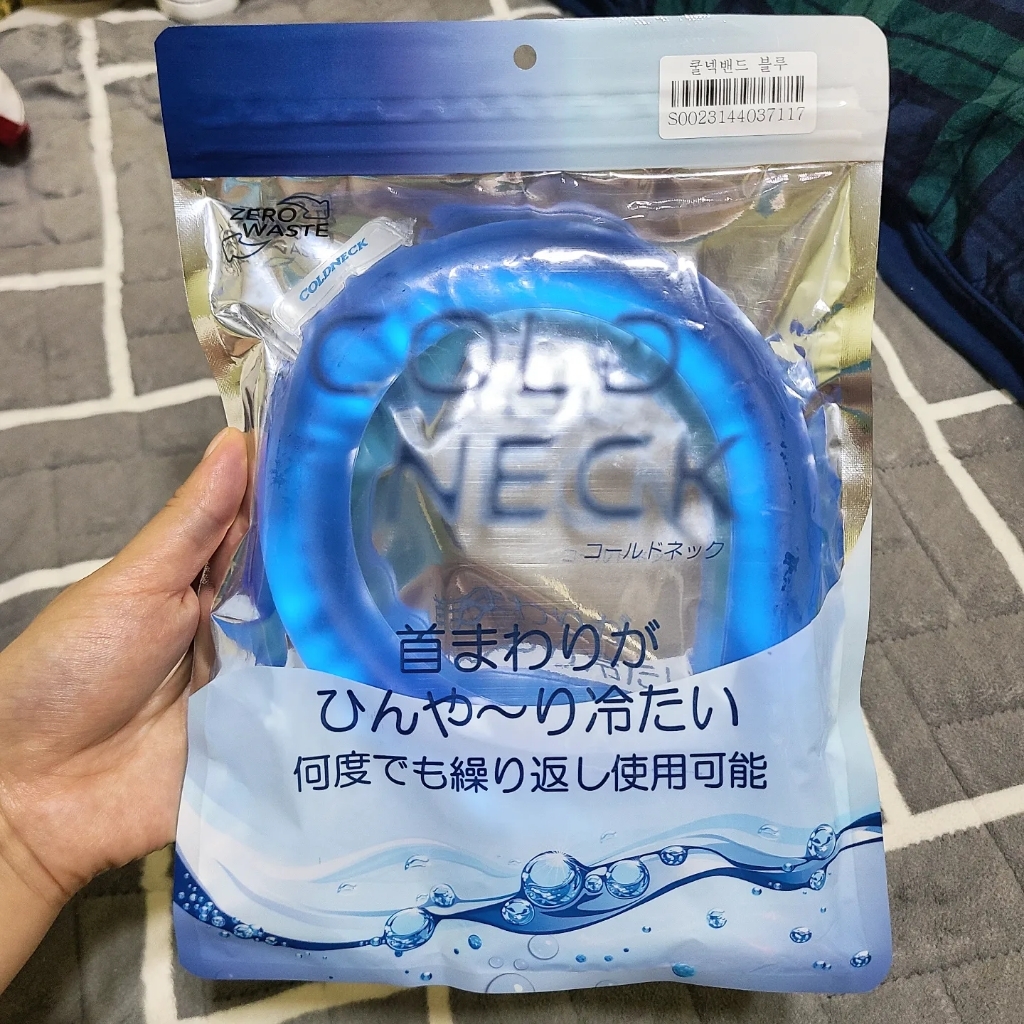 쿨넥밴드 블루
S0023144037117
ZERO
WASTE
COLDNECK
COLD
NECK
コールドネック
首まわりが
ひんや～り冷たい
何度でも繰り返し使用可能